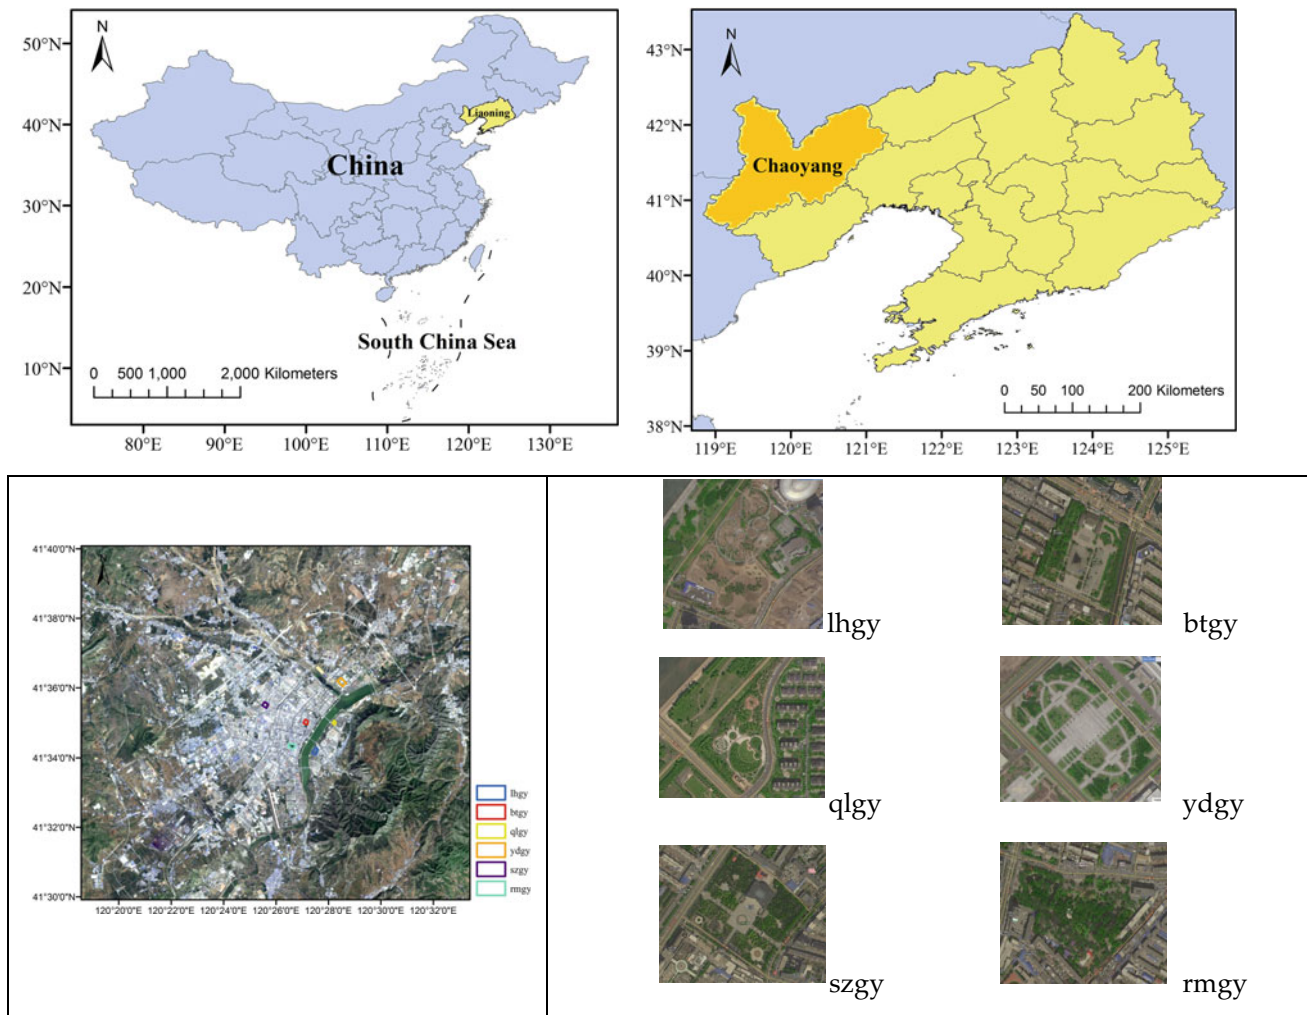 N
50°N
40°N
30°N
20°N
10°N
Liaoning
China
South China Sea
0 500 1,000 2,000 Kilometers
80°E 90°E 100°E 110°E 120°E 130°E
N
43°N
42°N
41°N
40°N
39°N
38°N
Chaoyang
0 50 100 200 Kilometers
119°E 120°E 121°E 122°E 123°E 124°E 125°E
41°40'0"N
41°38'0"N
41°36'0"N
41°34'0"N
41°32'0"N
41°30'0"N
120°20'0"E 120°22'0"E 120°24'0"E 120°26'0"E 120°28'0"E 120°30'0"E 120°32'0"E
lhgy
btgy
qlgy
ydgy
szgy
rmgy
lhgy
btgy
qlgy
ydgy
szgy
rmgy